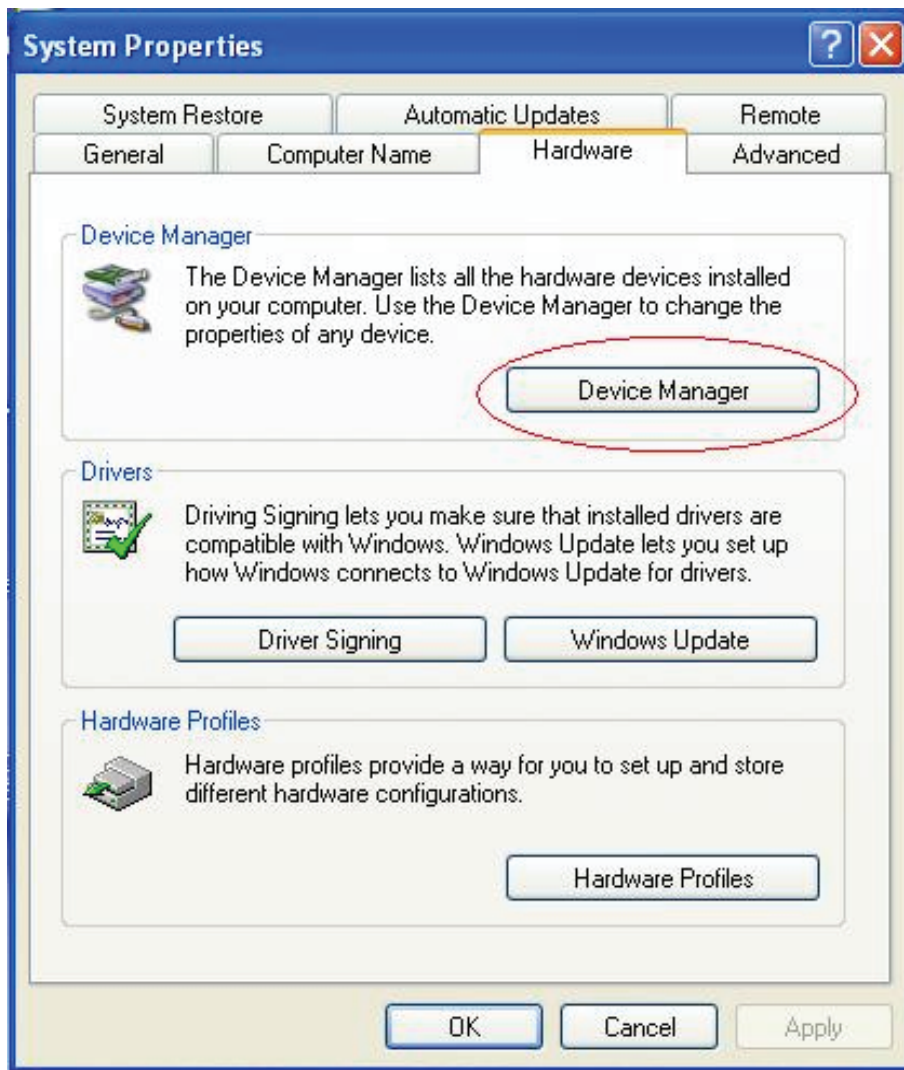 System Properties
System Restore Automatic Updates Remote
General Computer Name Hardware Advanced
Device Manager
The Device Manager lists all the hardware devices installed
on your computer. Use the Device Manager to change the
properties of any device.
Device Manager
Drivers
Driving Signing lets you make sure that installed drivers are
compatible with Windows. Windows Update lets you set up
how Windows connects to Windows Update for drivers.
Driver Signing Windows Update
Hardware Profiles
Hardware profiles provide a way for you to set up and store
different hardware configurations.
Hardware Profiles
OK Cancel Apply